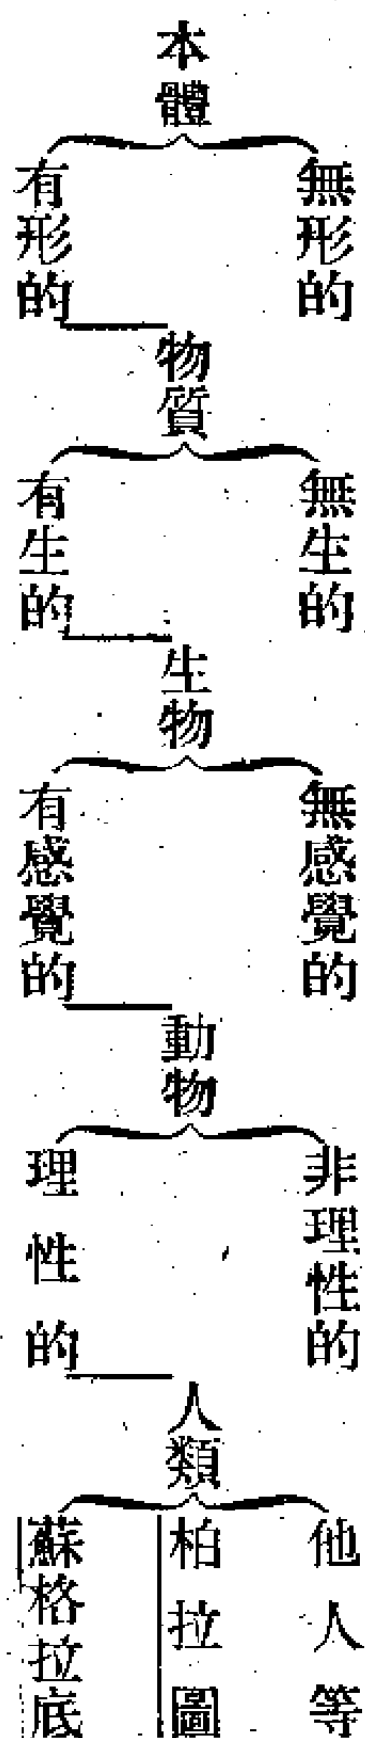 本體
無形的
有形的
物質
無生的
有生的
生物
無感覺的
有感覺的
動物
非理性的
理性的
人類
他人等
柏拉圖
蘇格拉底